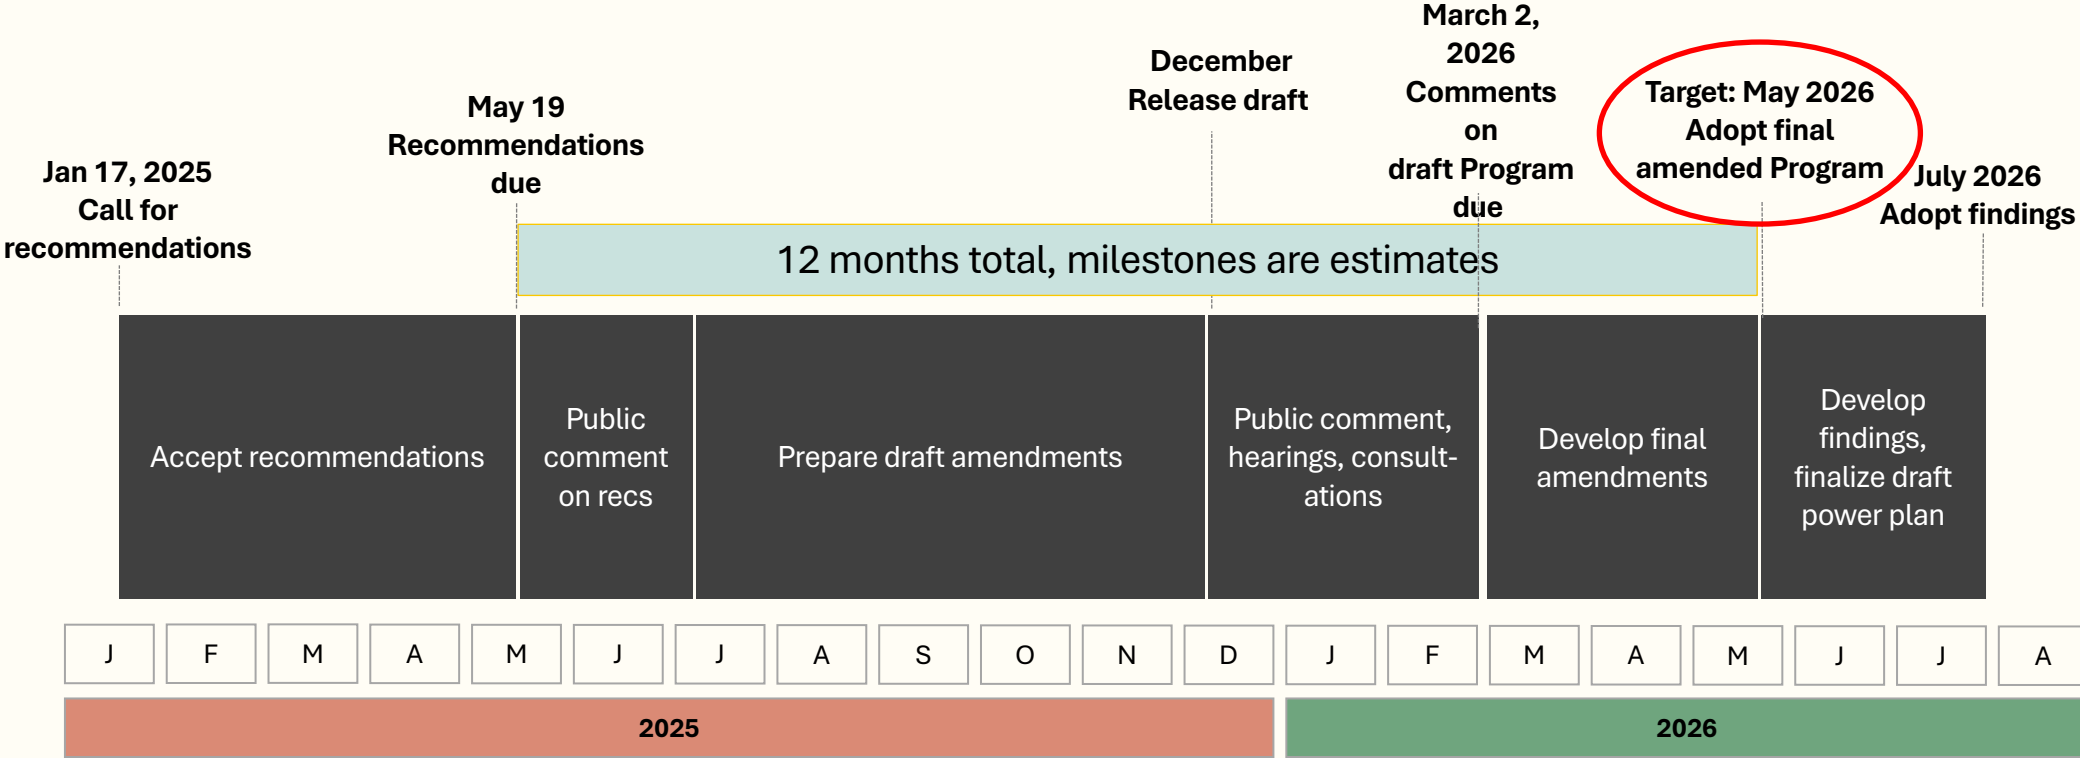 Jan 17, 2025
Call for
recommendations
May 19
Recommendations
due
December
Release draft
March 2,
2026
Comments
on
draft Program
due
Target: May 2026
Adopt final
amended Program
July 2026
Adopt findings
12 months total, milestones are estimates
Accept recommendations
Public
comment
on recs
Prepare draft amendments
Public comment,
hearings, consult-
ations
Develop final
amendments
Develop
findings,
finalize draft
power plan
J F M A M J J A S O N D J F M A M J J A
2025 2026